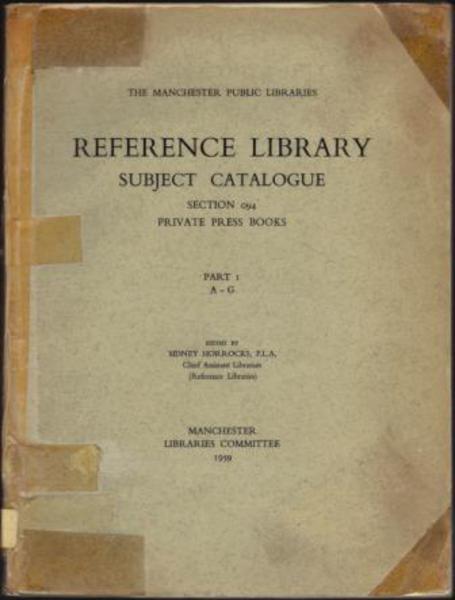 THE MANCHESTER PUBLIC LIBRARIES
REFERENCE LIBRARY
SUBJECT CATALOGUE
SECTION 094
PRIVATE PRESS BOOKS
PART 1
A - G
EDITED BY
SIDNEY HORROCKS, F.L.A.
Chief Assistant Librarian
(Reference Libraries)
MANCHESTER
LIBRARIES COMMITTEE
1959